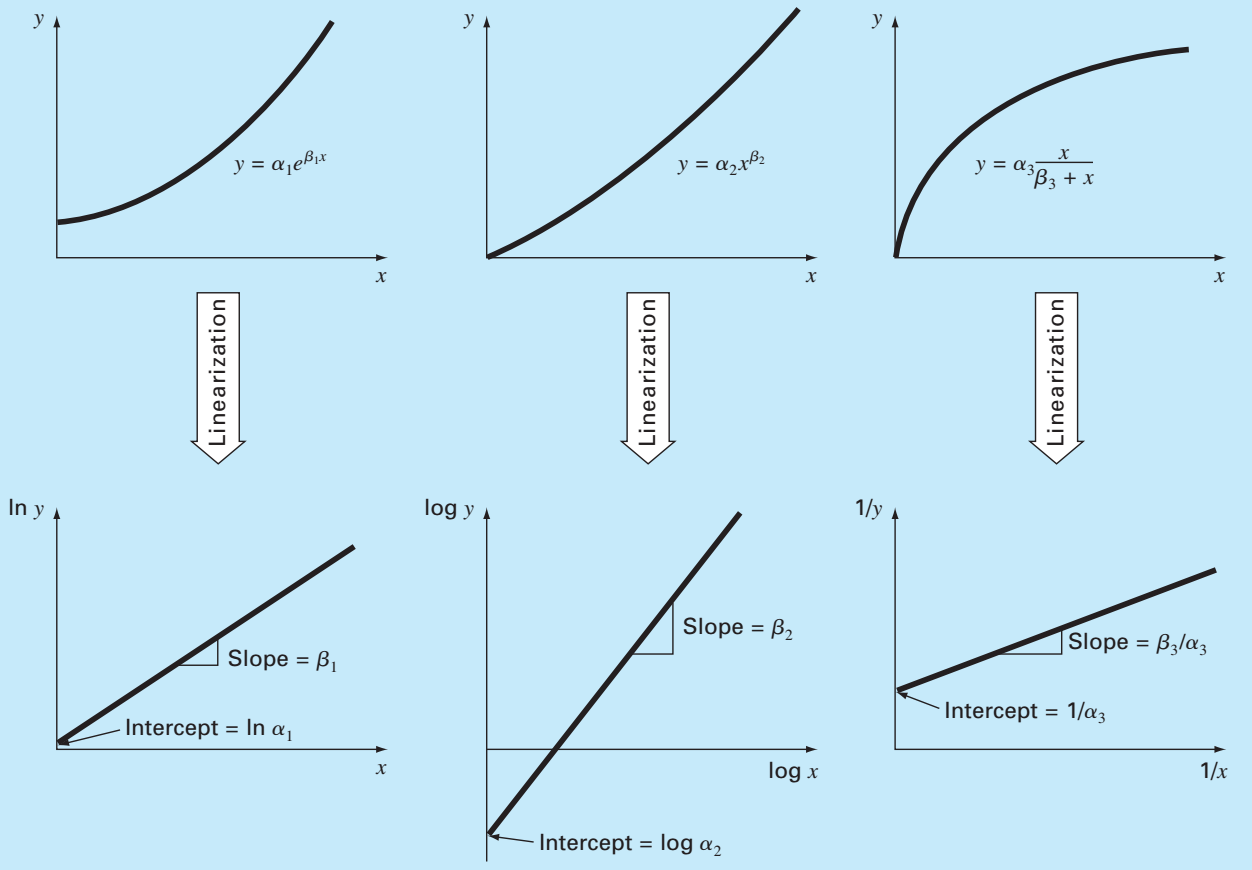 y
y
y
y = α₁e^{β₁x}
y = α₂x^{β₂}
y = α₃ x/(β₃ + x)
x
x
x
Linearization
Linearization
Linearization
ln y
log y
1/y
Slope = β₁
Slope = β₂
Slope = β₃/α₃
Intercept = ln α₁
Intercept = 1/α₃
x
log x
1/x
Intercept = log α₂